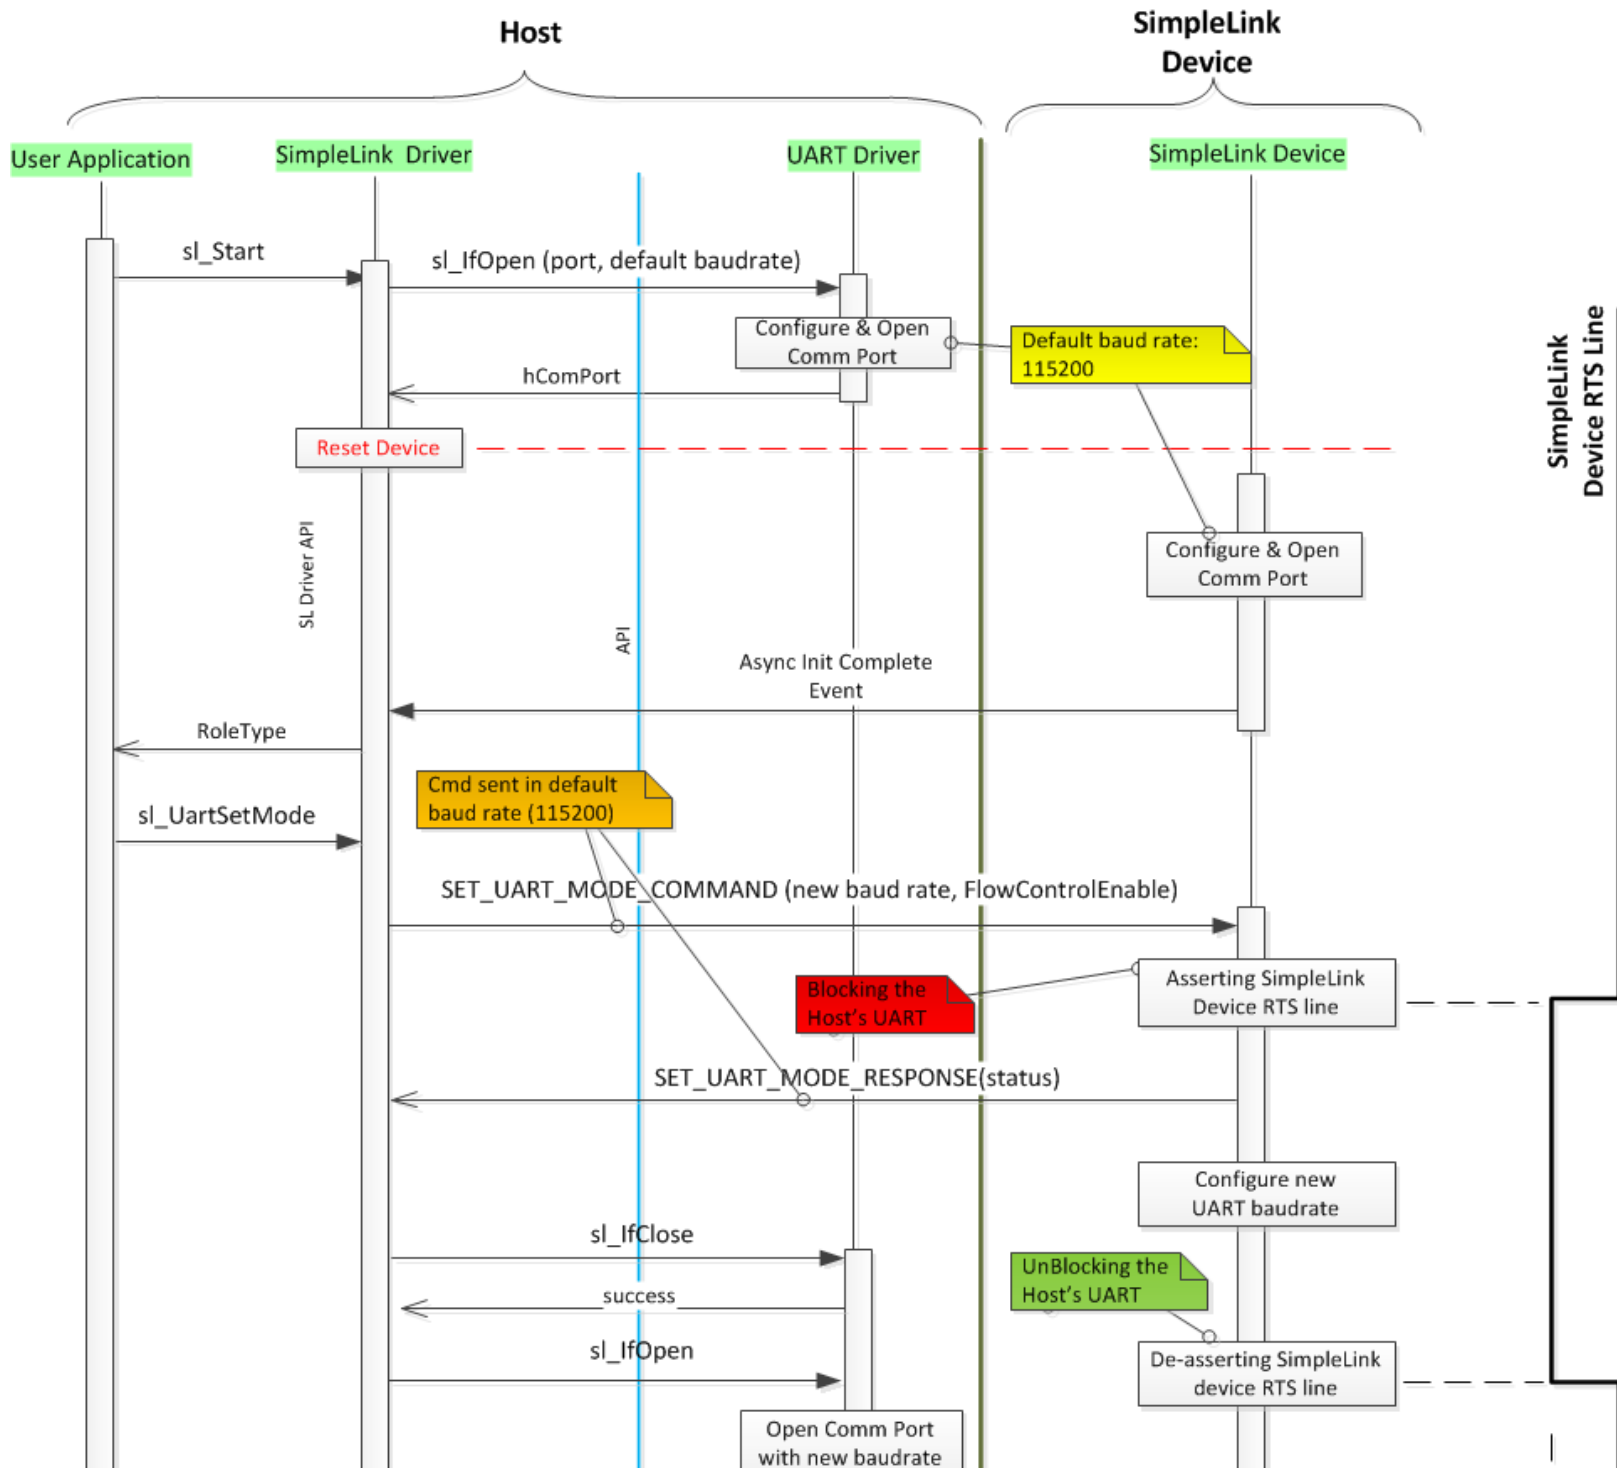 Host
SimpleLink
Device
User Application
SimpleLink Driver
UART Driver
SimpleLink Device
sl_Start
sl_IfOpen (port, default baudrate)
Configure & Open
Comm Port
Default baud rate:
115200
hComPort
SimpleLink
Device RTS Line
Reset Device
Configure & Open
Comm Port
SL Driver API
API
Async Init Complete
Event
RoleType
Cmd sent in default
baud rate (115200)
sl_UartSetMode
SET_UART_MODE_COMMAND (new baud rate, FlowControlEnable)
Asserting SimpleLink
Device RTS line
Blocking the
Host's UART
SET_UART_MODE_RESPONSE(status)
Configure new
UART baudrate
sl_IfClose
UnBlocking the
Host's UART
success
sl_IfOpen
De-asserting SimpleLink
device RTS line
Open Comm Port
with new baudrate